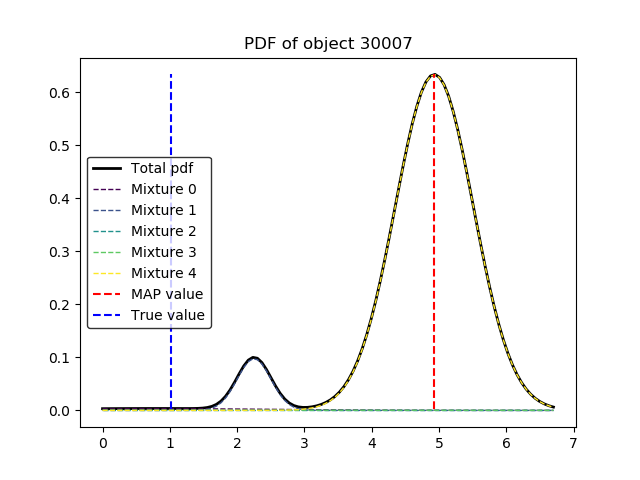 PDF of object 30007
0.6
0.5
0.4
0.3
0.2
0.1
0.0
Total pdf
Mixture 0
Mixture 1
Mixture 2
Mixture 3
Mixture 4
MAP value
True value
0 1 2 3 4 5 6 7